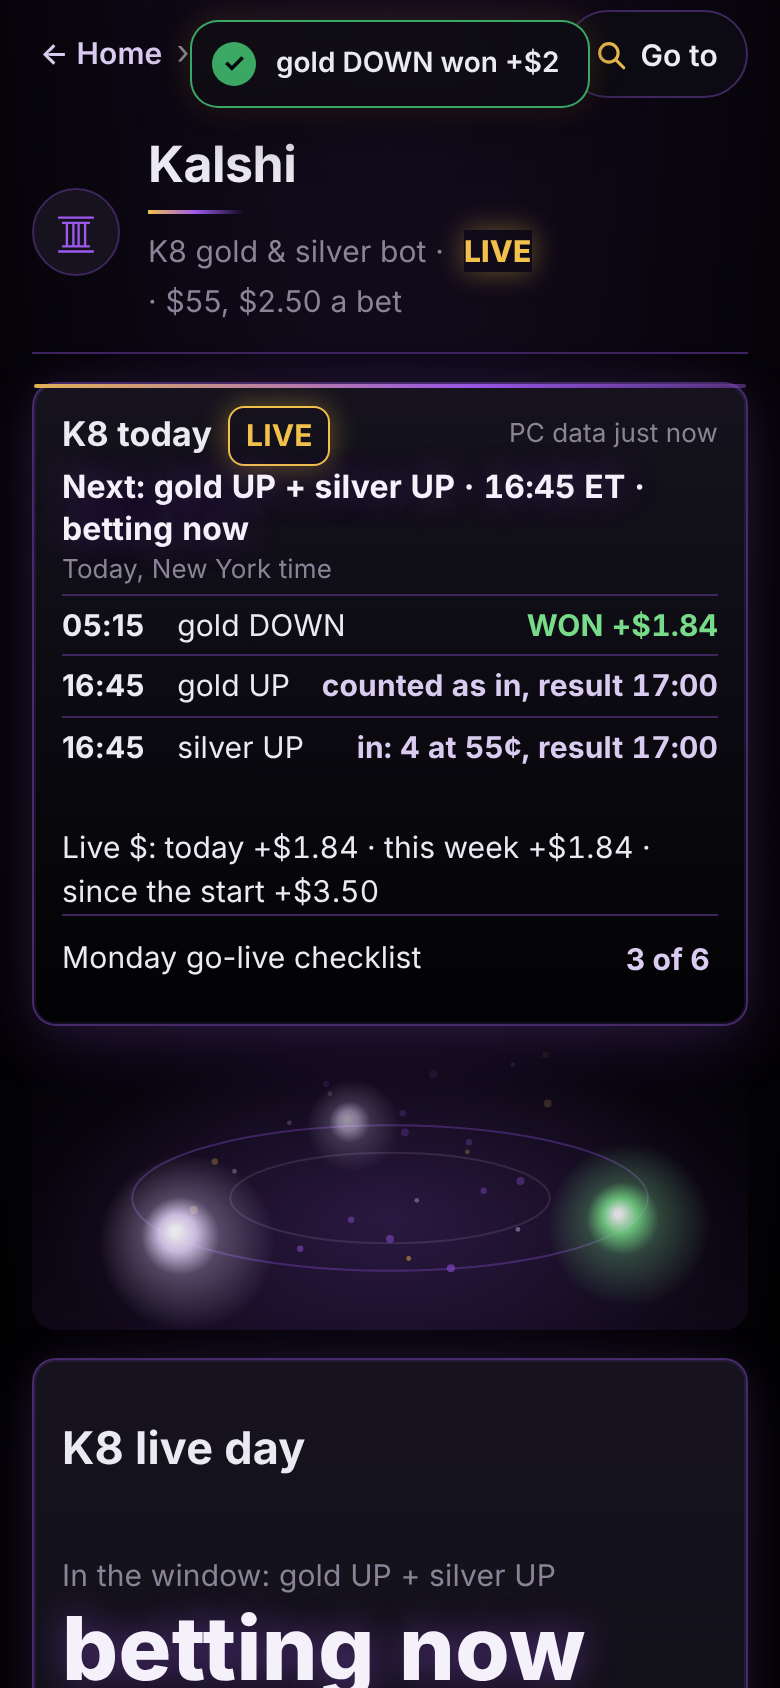 ← Home ›
gold DOWN won +$2
Go to
Kalshi
K8 gold & silver bot · LIVE
· $55, $2.50 a bet
K8 today LIVE PC data just now
Next: gold UP + silver UP · 16:45 ET ·
betting now
Today, New York time
05:15 gold DOWN WON +$1.84
16:45 gold UP counted as in, result 17:00
16:45 silver UP in: 4 at 55¢, result 17:00
Live $: today +$1.84 · this week +$1.84 ·
since the start +$3.50
Monday go-live checklist 3 of 6
K8 live day
In the window: gold UP + silver UP
betting now